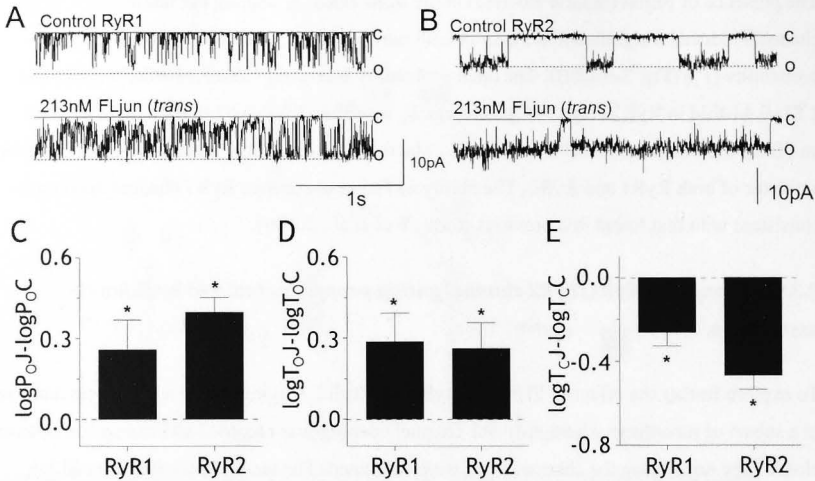 A
Control RyR1
C
O
213nM FLjun (trans)
C
O
10pA
1s
B
Control RyR2
C
O
213nM FLjun (trans)
C
O
10pA
C
0.6
0.3
0.0
logPOJ-logPOC
*
*
RyR1 RyR2
D
0.6
0.3
0.0
logTOJ-logTOC
*
*
RyR1 RyR2
E
-0.0
-0.4
-0.8
logTCJ-logTCC
*
*
RyR1 RyR2